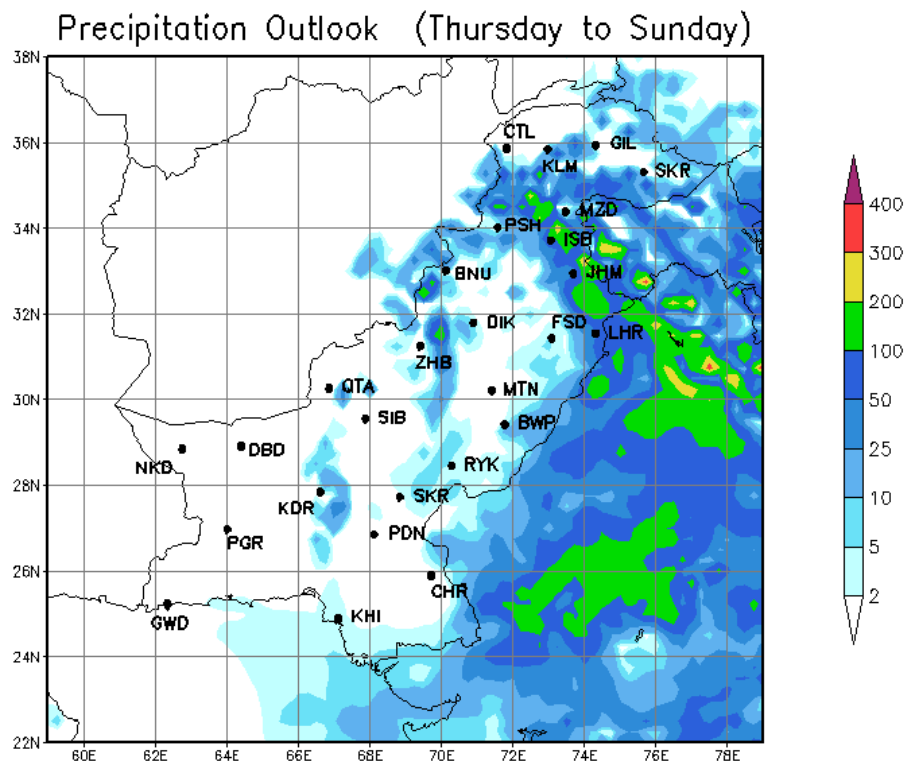 Precipitation Outlook (Thursday to Sunday)
38N
36N
34N
32N
30N
28N
26N
24N
22N
60E 62E 64E 66E 68E 70E 72E 74E 76E 78E
CTL
GIL
KLM
SKR
MZD
PSH
ISB
BNU
JHM
DIK
FSD
LHR
ZHB
QTA
MTN
SIB
BWP
DBD
NKD
RYK
SKR
KDR
PDN
PGR
CHR
GWD
KHI
400
300
200
100
50
25
10
5
2